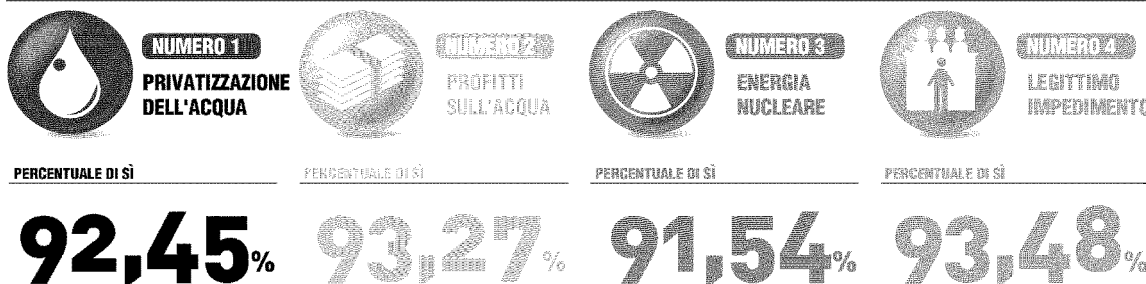 NUMERO 1
PRIVATIZZAZIONE
DELL'ACQUA
PERCENTUALE DI SÌ
92,45%
NUMERO 2
PROFITTI
SULL'ACQUA
PERCENTUALE DI SÌ
93,27%
NUMERO 3
ENERGIA
NUCLEARE
PERCENTUALE DI SÌ
91,54%
NUMERO 4
LEGITTIMO
IMPEDIMENTO
PERCENTUALE DI SÌ
93,48%